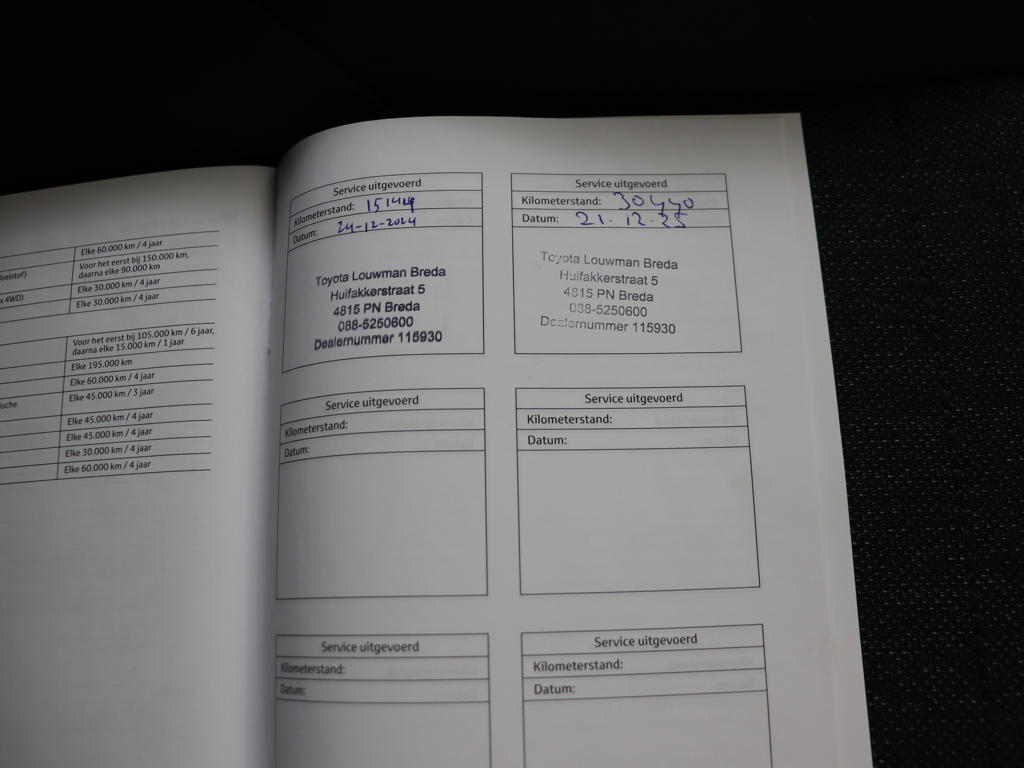 Elke 60.000 km / 4 jaar
loeistof) Voor het eerst bij 150.000 km,
daarna elke 90.000 km
Elke 30.000 km / 4 jaar
x 4WD) Elke 30.000 km / 4 jaar
Voor het eerst bij 105.000 km / 6 jaar,
daarna elke 15.000 km / 1 jaar
Elke 195.000 km
Elke 60.000 km / 4 jaar
ische Elke 45.000 km / 3 jaar
Elke 45.000 km / 4 jaar
Elke 45.000 km / 4 jaar
Elke 30.000 km / 4 jaar
Elke 60.000 km / 4 jaar
Service uitgevoerd
Kilometerstand:
Datum: 24-12-2024
Toyota Louwman Breda
Huifakkerstraat 5
4815 PN Breda
088-5250600
Dealernummer 115930
Service uitgevoerd
Kilometerstand: 30440
Datum: 21-12-25
Toyota Louwman Breda
Huifakkerstraat 5
4815 PN Breda
088-5250600
Dealernummer 115930
Service uitgevoerd
Kilometerstand:
Datum:
Service uitgevoerd
Kilometerstand:
Datum:
Service uitgevoerd
Kilometerstand:
Datum:
Service uitgevoerd
Kilometerstand:
Datum: